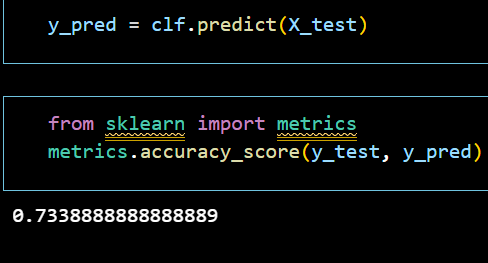 y_pred = clf.predict(X_test)
from sklearn import metrics
metrics.accuracy_score(y_test, y_pred)
0.7338888888888889